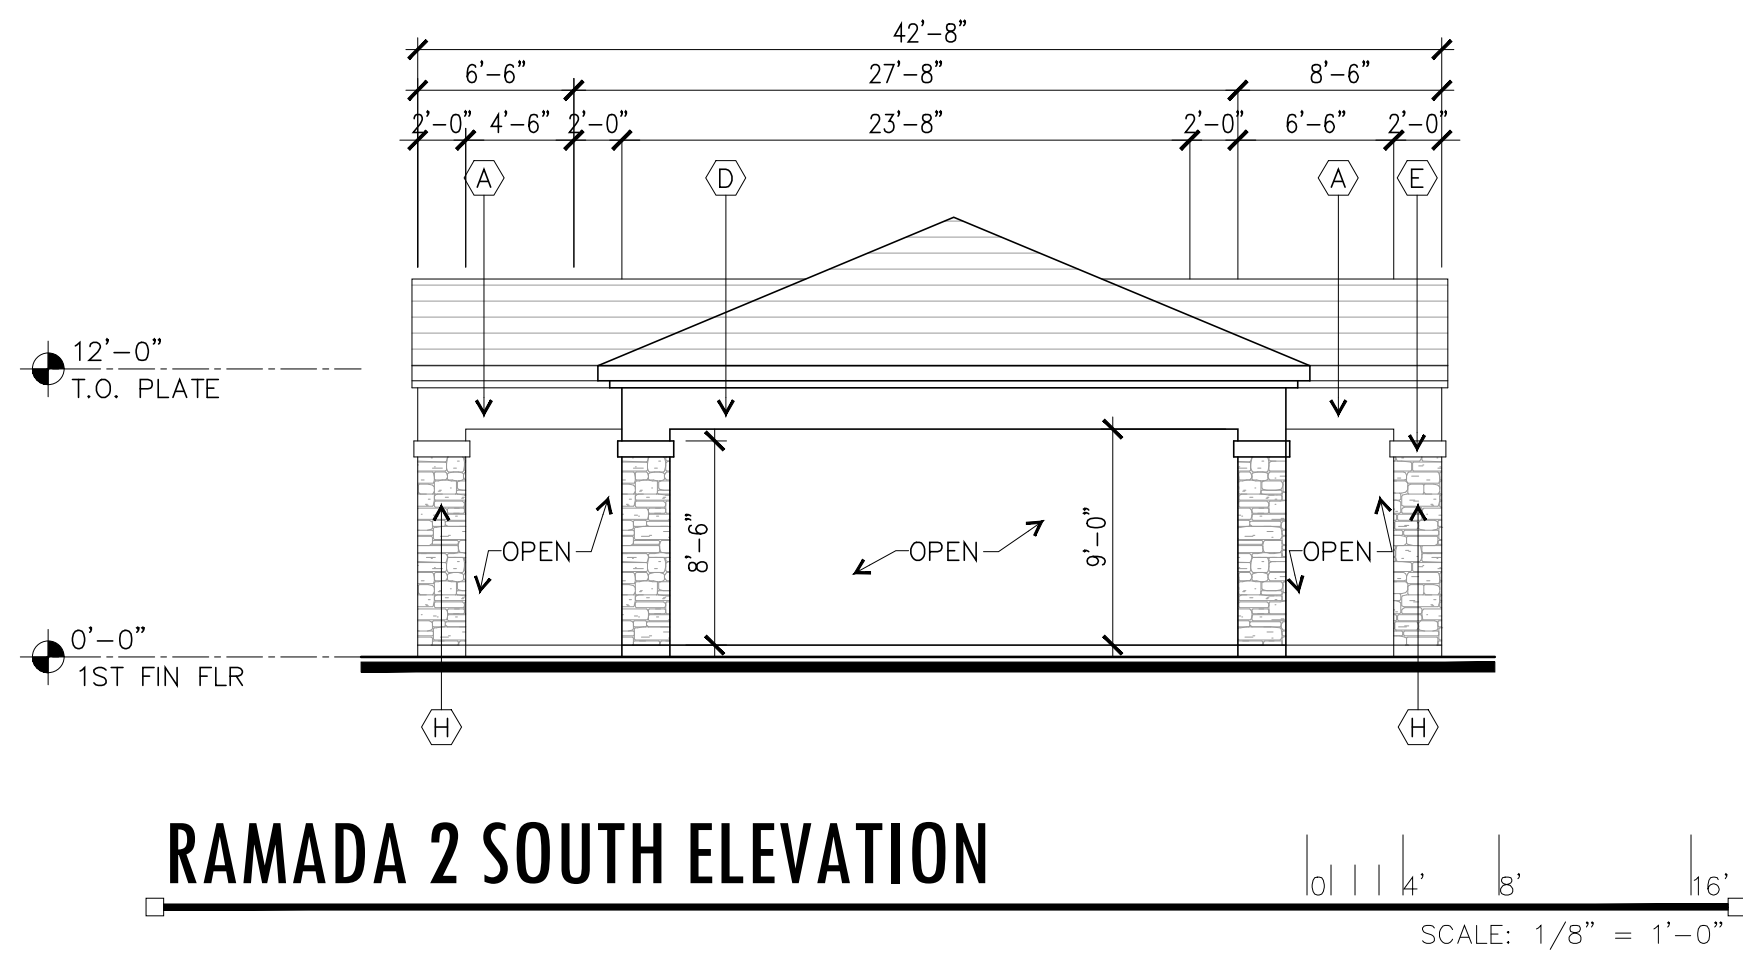 42'-8"
6'-6" 27'-8" 8'-6"
2'-0" 4'-6" 2'-0" 23'-8" 2'-0" 6'-6" 2'-0"
A D A E
12'-0"
T.O. PLATE
8'-6" 9'-0"
OPEN OPEN OPEN
0'-0"
1ST FIN FLR
H H
RAMADA 2 SOUTH ELEVATION
0 4' 8' 16'
SCALE: 1/8" = 1'-0"